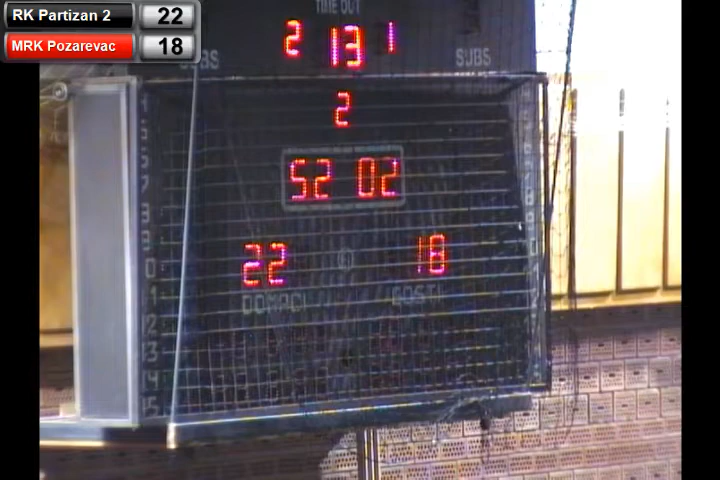 RK Partizan 2 22
MRK Pozarevac 18
TIME OUT
2 13 1
SUBS SUBS
2
52 02
22 18
DOMACI GOSTI